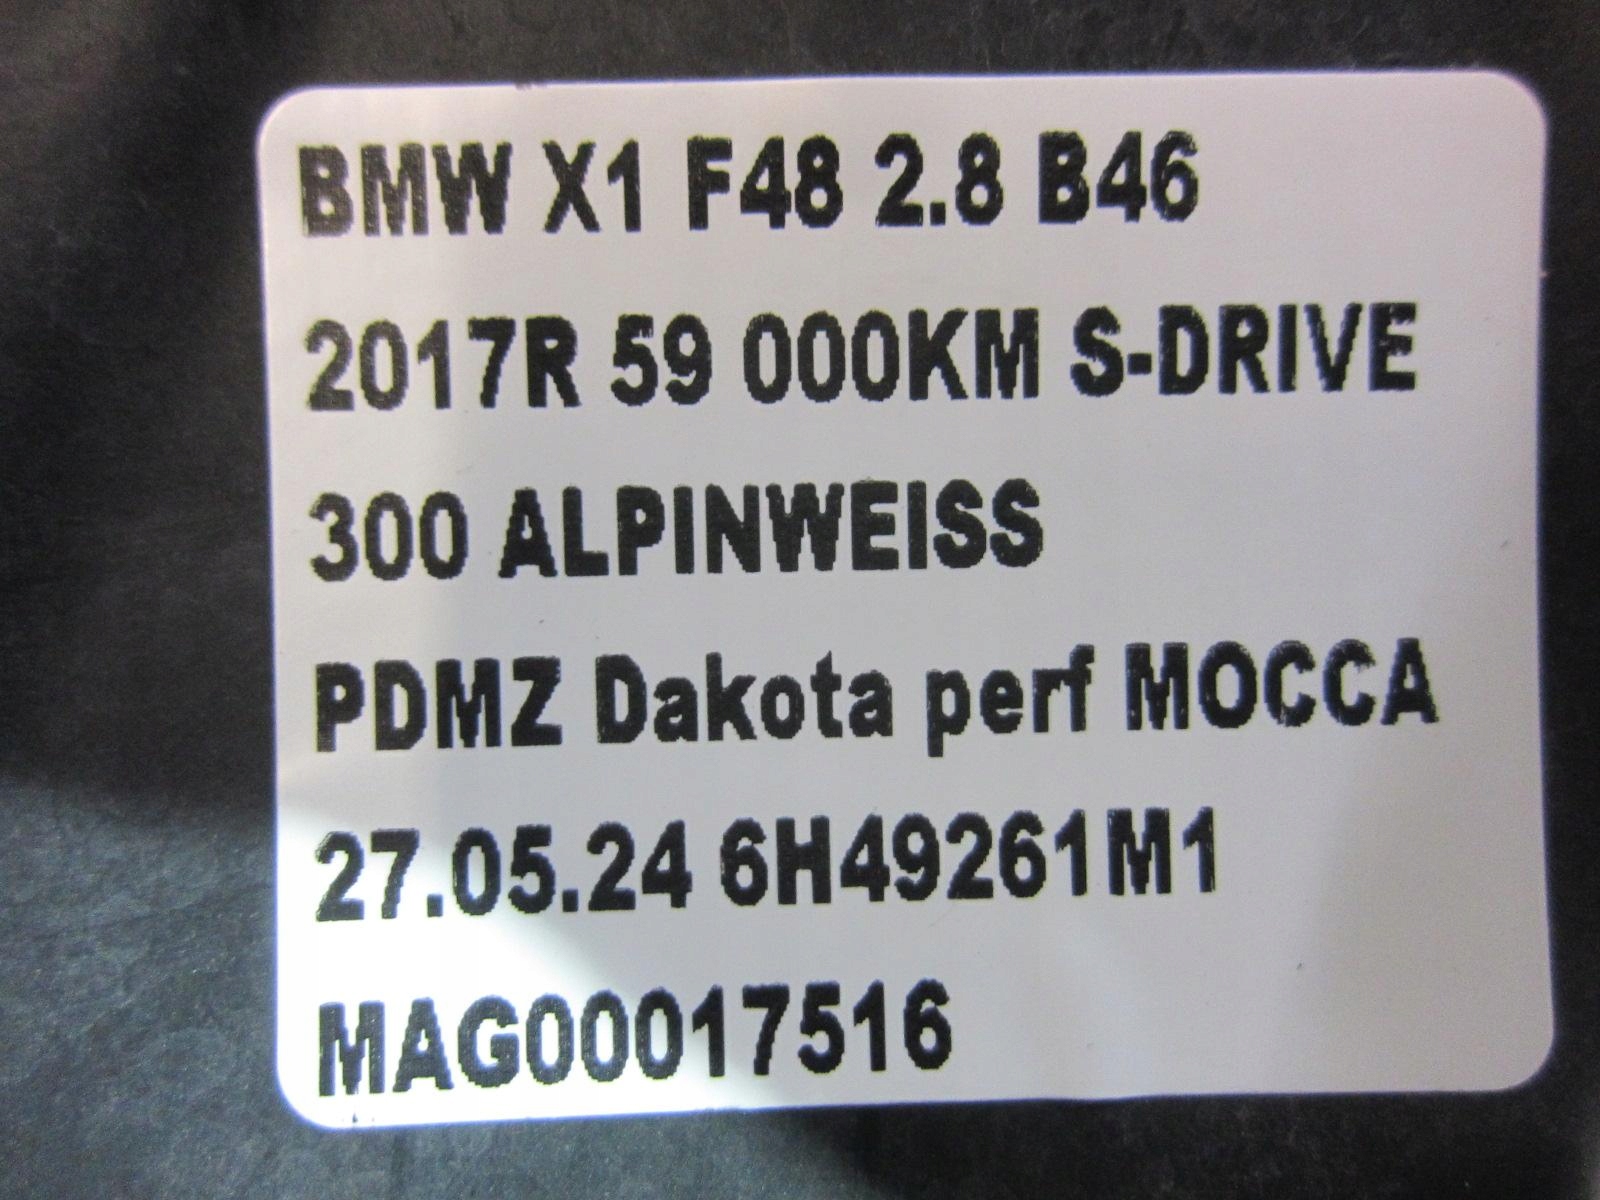 BMW X1 F48 2.8 B46
2017R 59 000KM S-DRIVE
300 ALPINWEISS
PDMZ Dakota perf MOCCA
27.05.24 6H49261M1
MAG00017516